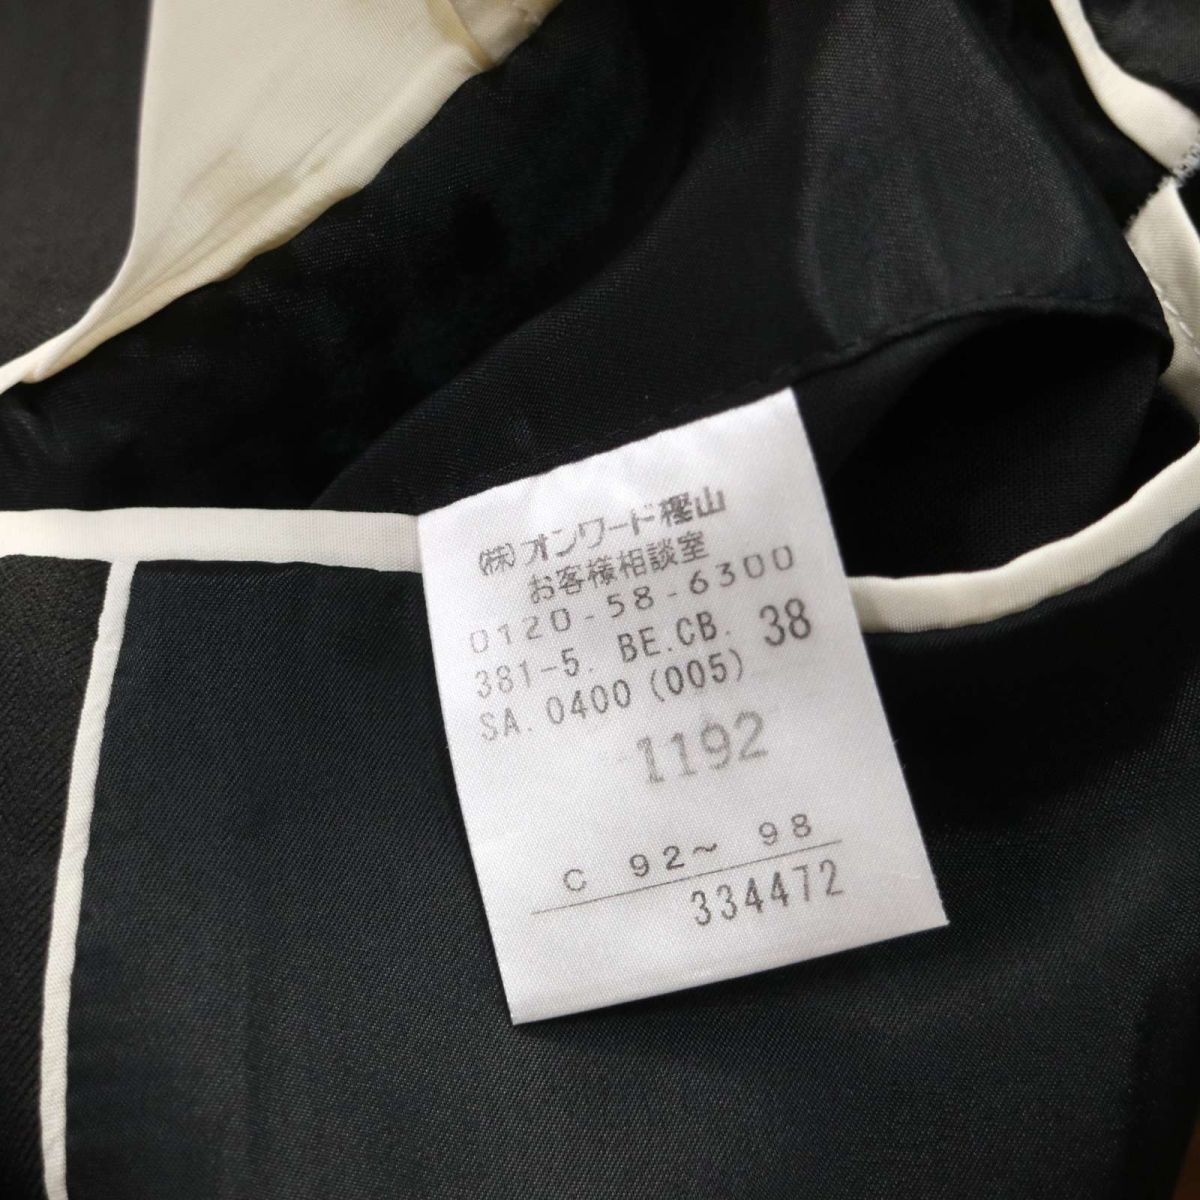 (株)オンワード樫山
お客様相談室
0120-58-6300
381-5. BE.CB. 38
SA. 0400 (005)
1192
C 92~ 98
334472